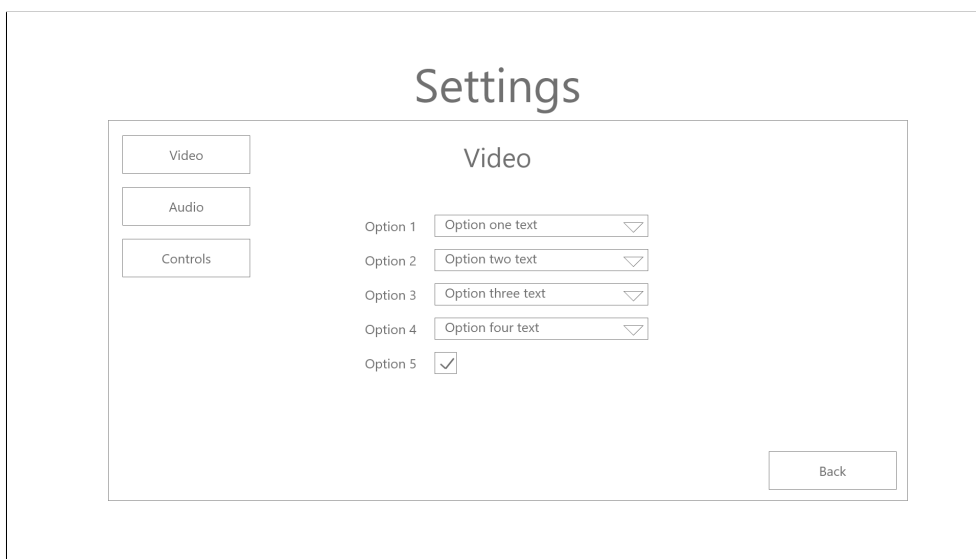 Settings
Video
Audio
Controls
Video
Option 1 Option one text
Option 2 Option two text
Option 3 Option three text
Option 4 Option four text
Option 5
Back